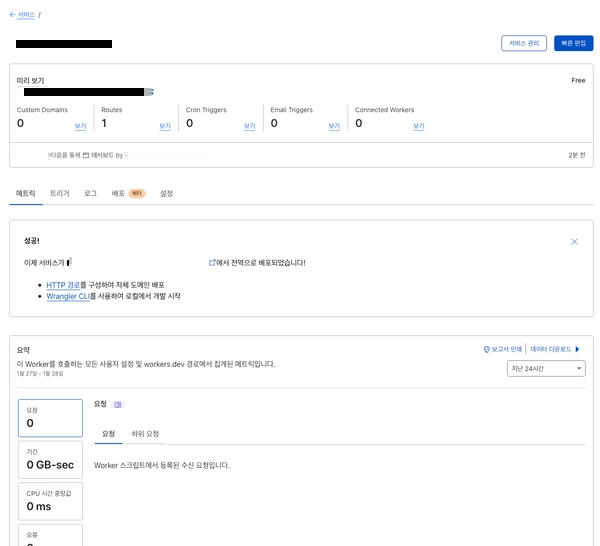 ← 서비스 /
서비스 관리
빠른 편집
미리 보기
Free
Custom Domains
0
보기
Routes
1
보기
Cron Triggers
0
보기
Email Triggers
0
보기
Connected Workers
0
보기
다음을 통해 대시보드 by
2분 전
메트릭 트리거 로그 배포 베타 설정
성공!
이제 서비스가
에서 전역으로 배포되었습니다!
• HTTP 경로를 구성하여 자체 도메인 배포
• Wrangler CLI를 사용하여 로컬에서 개발 시작
요약
보고서 인쇄
데이터 다운로드
이 Worker를 호출하는 모든 사용자 설정 및 workers.dev 경로에서 집계된 메트릭입니다.
1월 27일 - 1월 28일
지난 24시간
요청
0
기간
0 GB-sec
CPU 시간 중앙값
0 ms
오류
요청
요청 하위 요청
Worker 스크립트에서 등록된 수신 요청입니다.